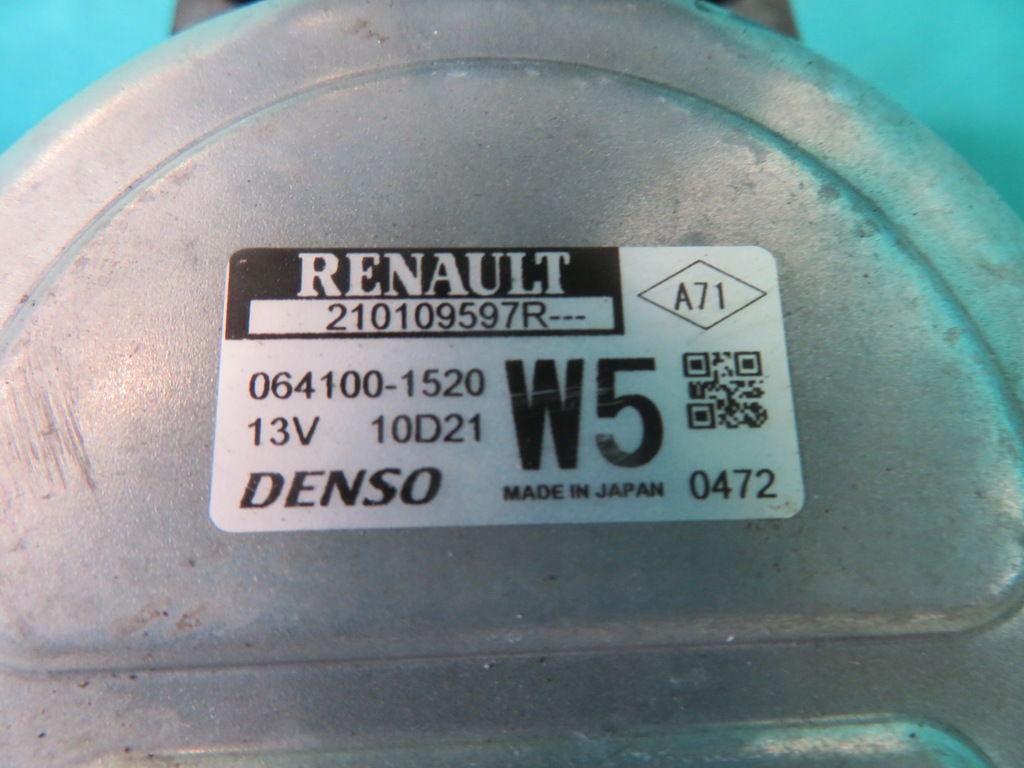 RENAULT
210109597R---
A71
064100-1520
13V 10D21
W5
DENSO
MADE IN JAPAN 0472